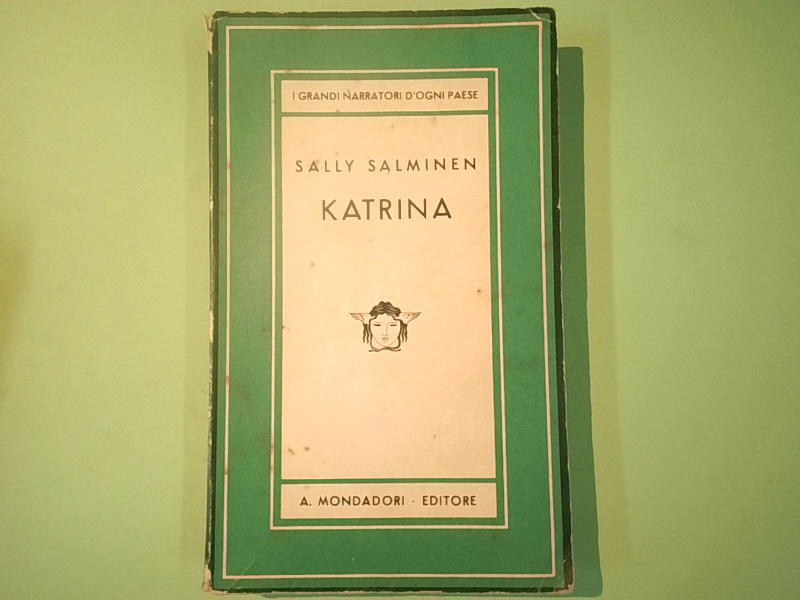 I GRANDI NARRATORI D'OGNI PAESE
SALLY SALMINEN
KATRINA
A. MONDADORI · EDITORE